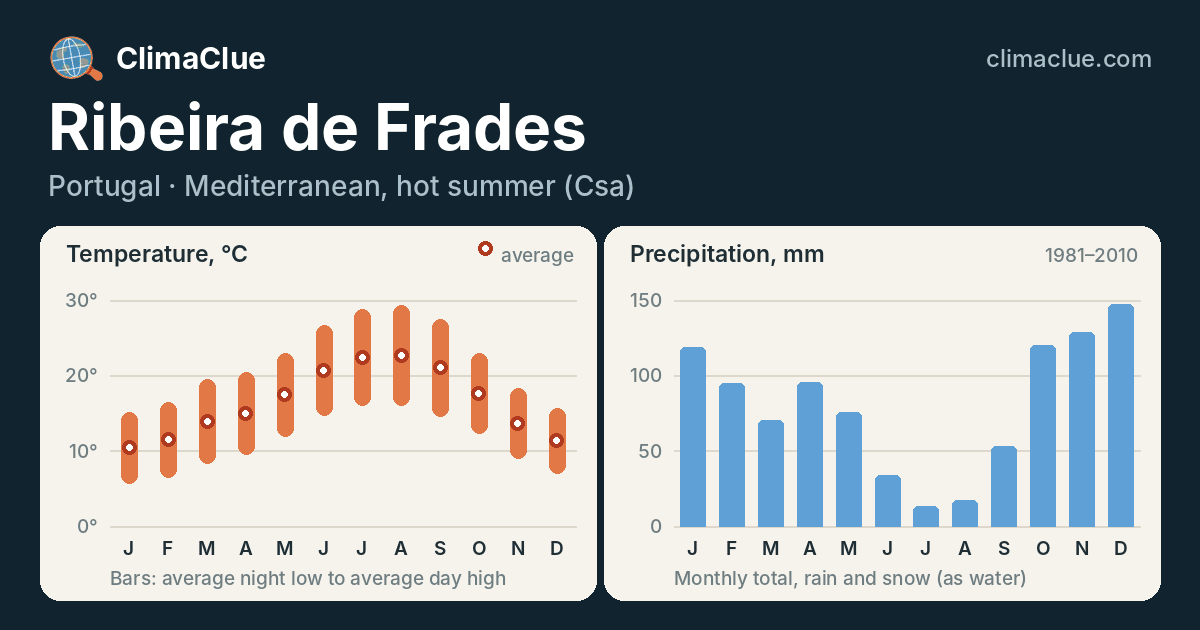 ClimaClue
climaclue.com
Ribeira de Frades
Portugal · Mediterranean, hot summer (Csa)
Temperature, °C
average
30°
20°
10°
0°
J F M A M J J A S O N D
Bars: average night low to average day high
Precipitation, mm
1981–2010
150
100
50
0
J F M A M J J A S O N D
Monthly total, rain and snow (as water)